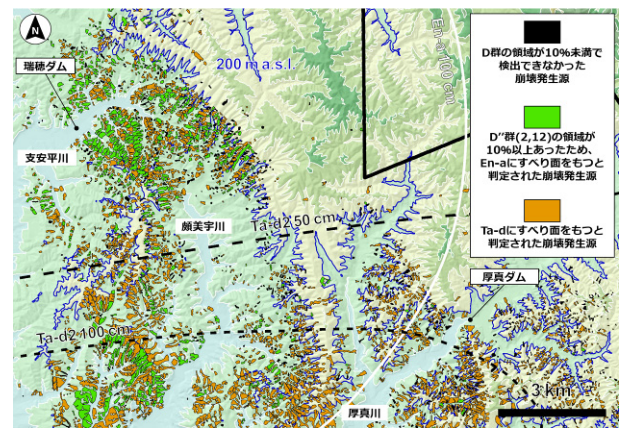 N
瑞穂ダム
200 m a.s.l.
En-a 100 cm
支安平川
頗美宇川
Ta-d2 50 cm
厚真ダム
Ta-d2 100 cm
厚真川
3 km
D群の領域が10%未満で
検出できなかった
崩壊発生源
D”群(2,12)の領域が
10%以上あったため、
En-aにすべり面をもつと
判定された崩壊発生源
Ta-dにすべり面をもつと
判定された崩壊発生源